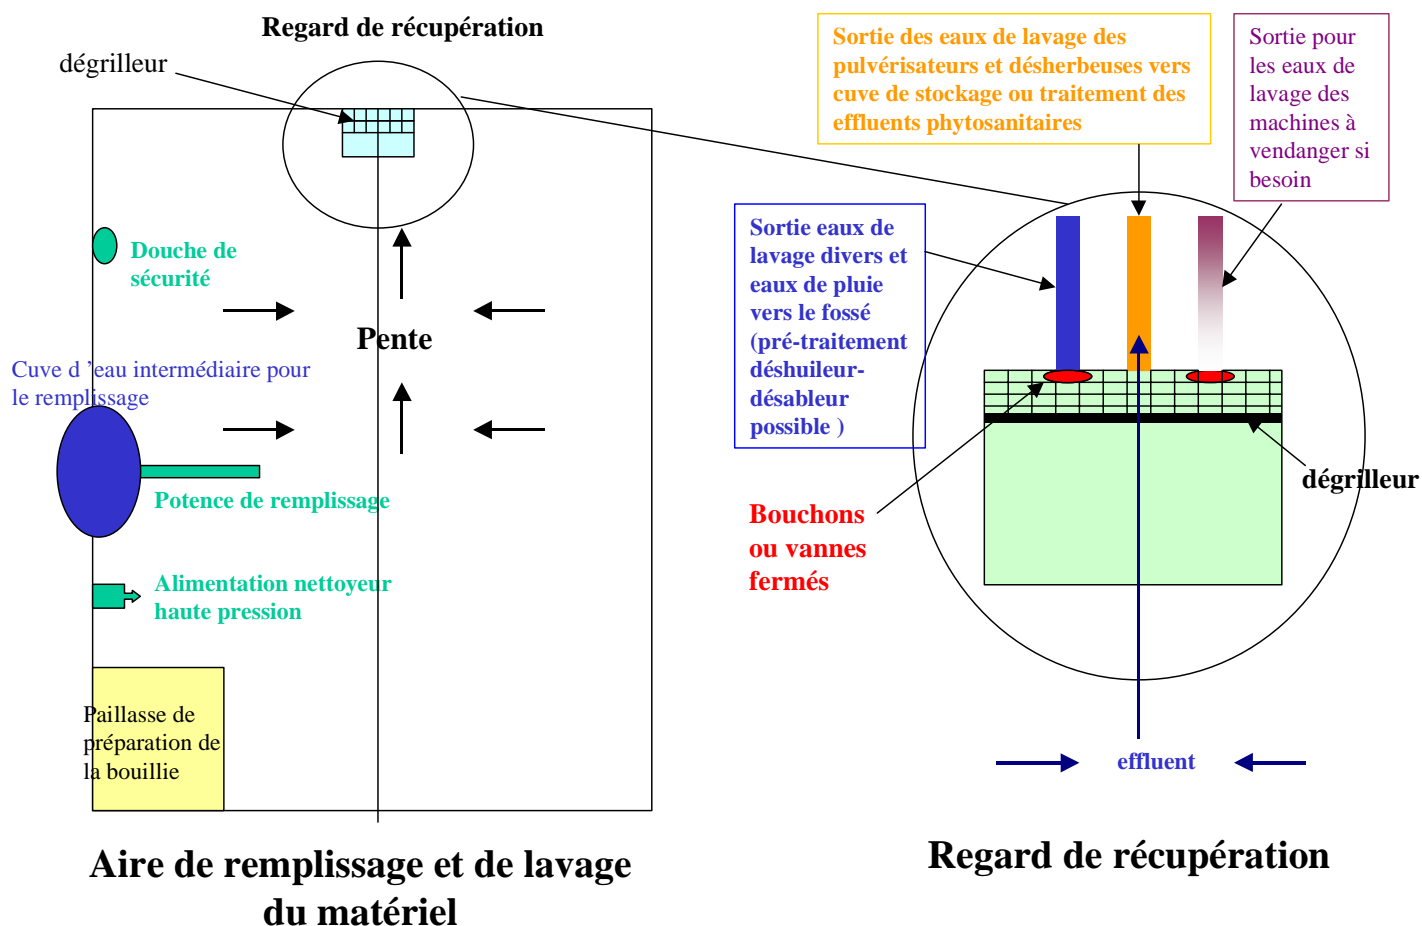 Regard de récupération
dégrilleur
Douche de
sécurité
Pente
Cuve d ’eau intermédiaire pour
le remplissage
Potence de remplissage
Alimentation nettoyeur
haute pression
Paillasse de
préparation de
la bouillie
Aire de remplissage et de lavage
du matériel
Sortie des eaux de lavage des
pulvérisateurs et désherbeuses vers
cuve de stockage ou traitement des
effluents phytosanitaires
Sortie pour
les eaux de
lavage des
machines à
vendanger si
besoin
Sortie eaux de
lavage divers et
eaux de pluie
vers le fossé
(pré-traitement
déshuileur-
désableur
possible )
dégrilleur
Bouchons
ou vannes
fermés
effluent
Regard de récupération